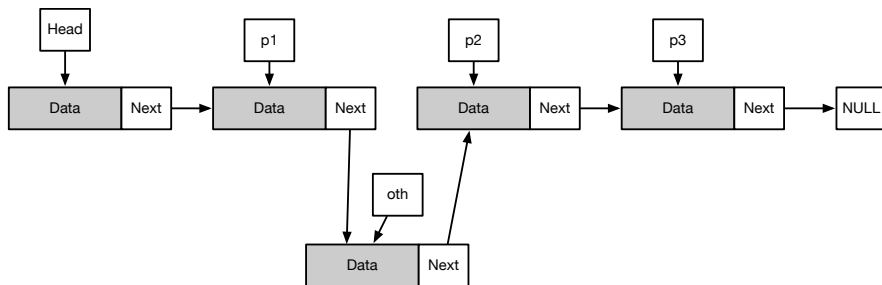 Head
p1
p2
p3
Data Next
Data Next
Data Next
Data Next
NULL
oth
Data Next